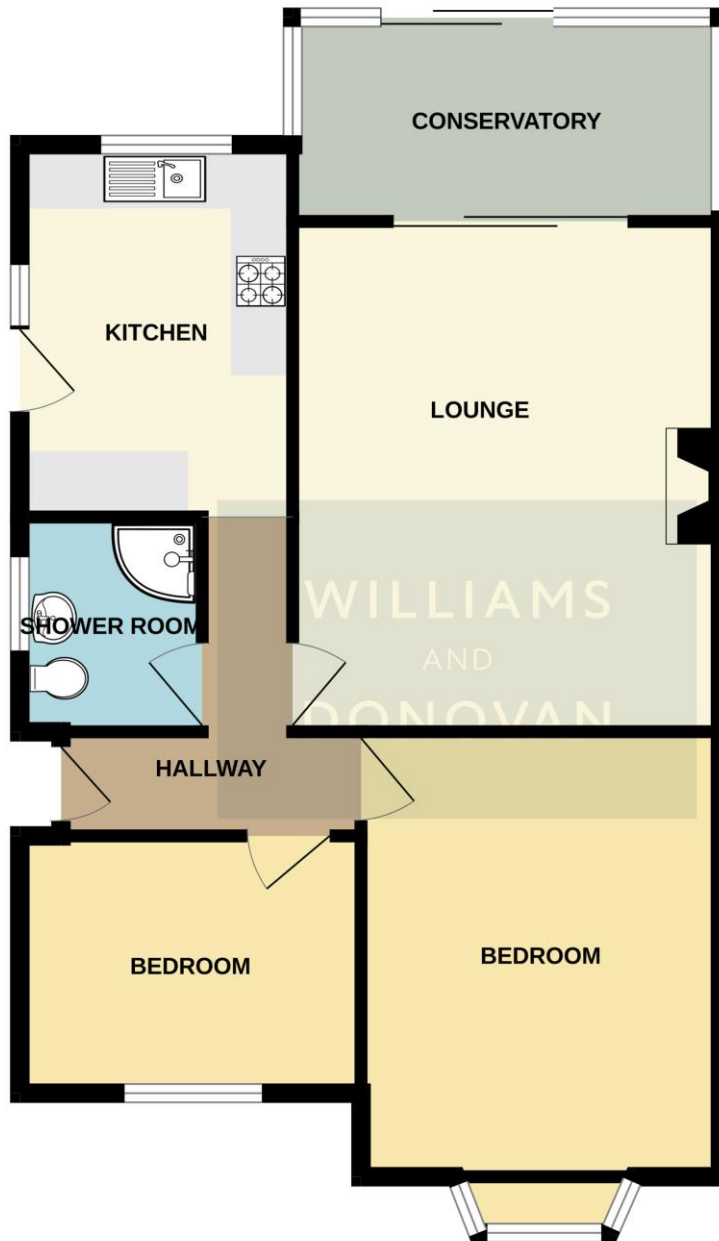 CONSERVATORY
KITCHEN
LOUNGE
WILLIAMS
AND
DONOVAN
SHOWER ROOM
HALLWAY
BEDROOM
BEDROOM